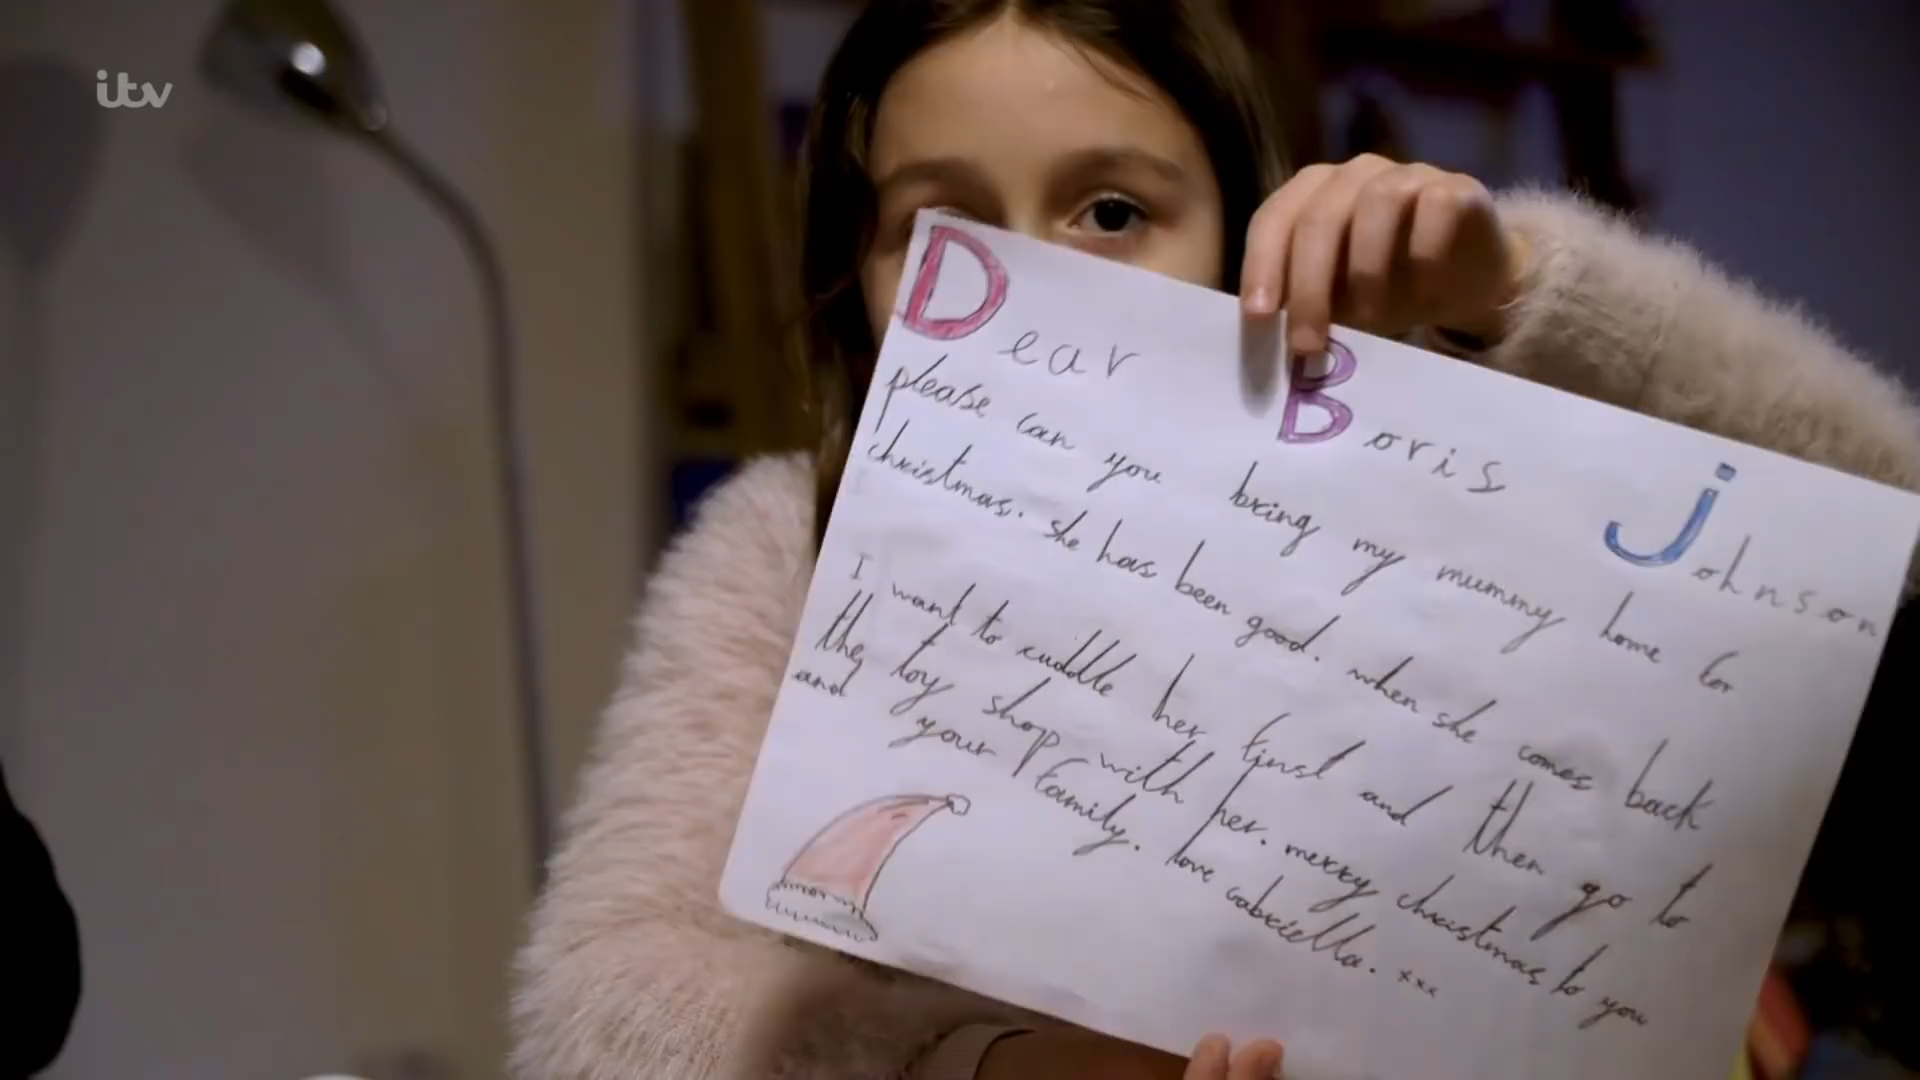 itv
Dear Boris Johnson
please can you bring my mummy home for
christmas. she has been good. when she comes back
I want to cuddle her first and then go to
the toy shop with her. merry christmas to you
and your family. love Gabriella. xxx